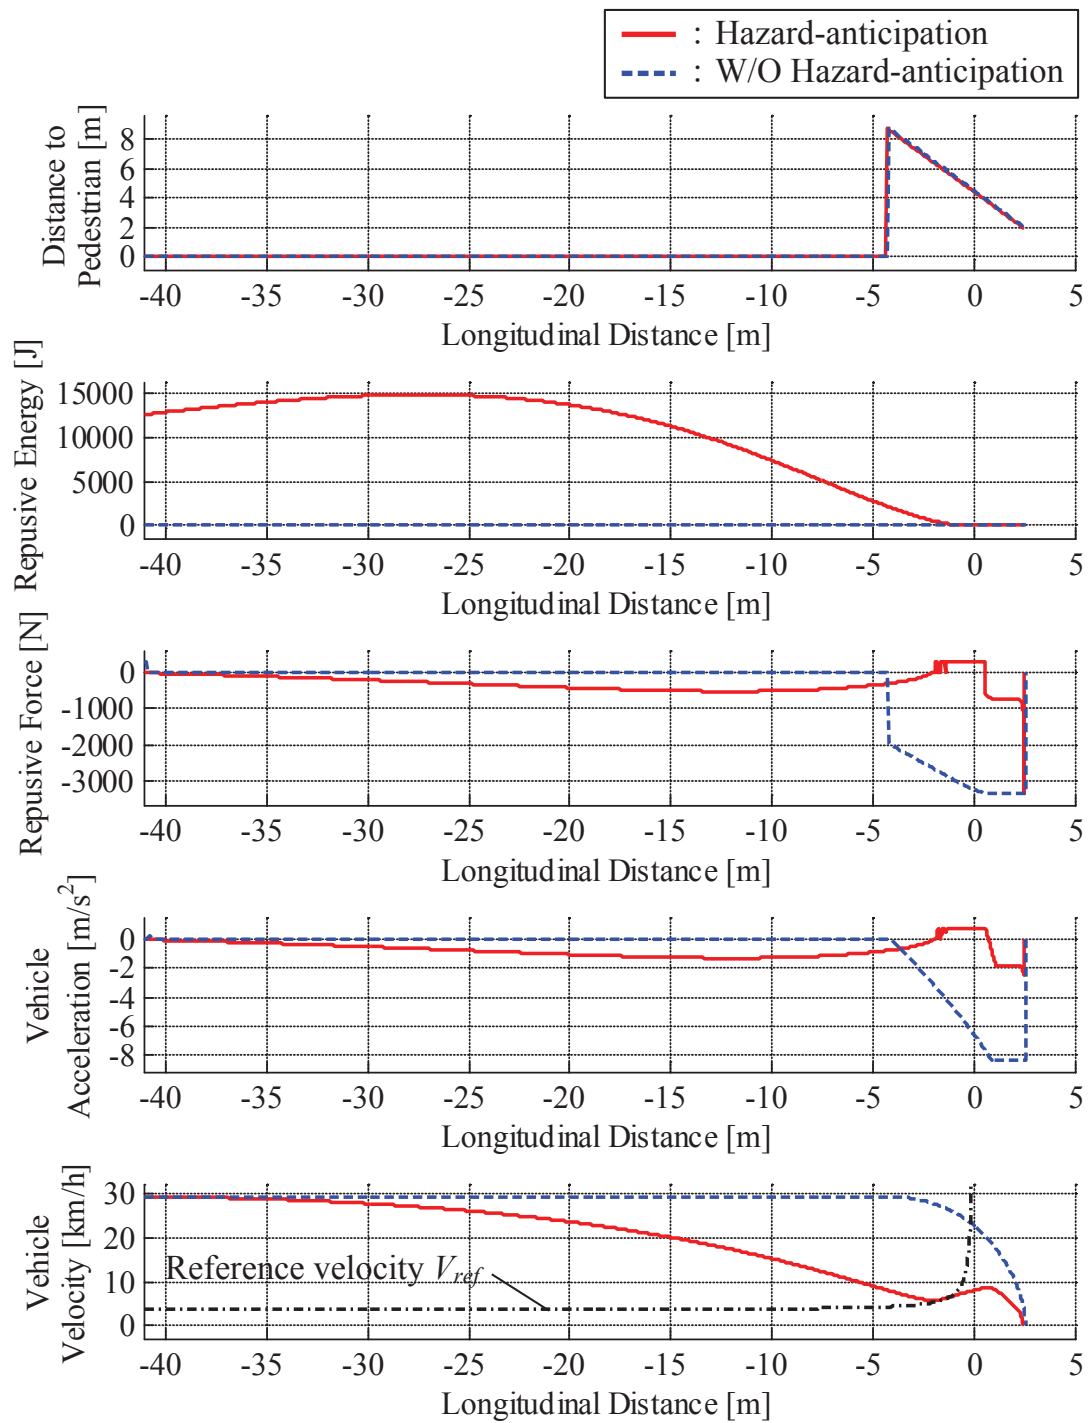 : Hazard-anticipation
: W/O Hazard-anticipation
Distance to
Pedestrian [m]
8
6
4
2
0
-40 -35 -30 -25 -20 -15 -10 -5 0 5
Longitudinal Distance [m]
Repusive Energy [J]
15000
10000
5000
0
-40 -35 -30 -25 -20 -15 -10 -5 0 5
Longitudinal Distance [m]
Repusive Force [N]
0
-1000
-2000
-3000
-40 -35 -30 -25 -20 -15 -10 -5 0 5
Longitudinal Distance [m]
Vehicle
Acceleration [m/s²]
0
-2
-4
-6
-8
-40 -35 -30 -25 -20 -15 -10 -5 0 5
Longitudinal Distance [m]
Vehicle
Velocity [km/h]
30
20
10
0
Reference velocity Vref
-40 -35 -30 -25 -20 -15 -10 -5 0 5
Longitudinal Distance [m]